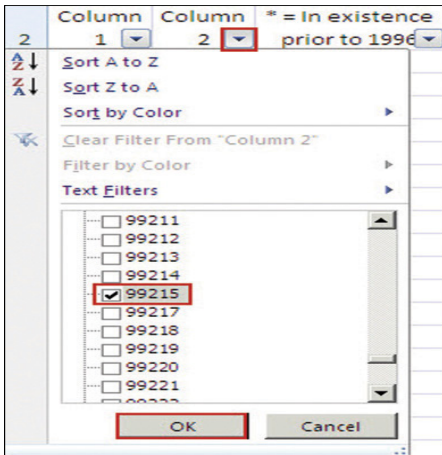 Column Column * = In existence
2 1 2 prior to 1996
Sort A to Z
Sort Z to A
Sort by Color
Clear Filter From "Column 2"
Filter by Color
Text Filters
99211
99212
99213
99214
99215
99217
99218
99219
99220
99221
OK Cancel